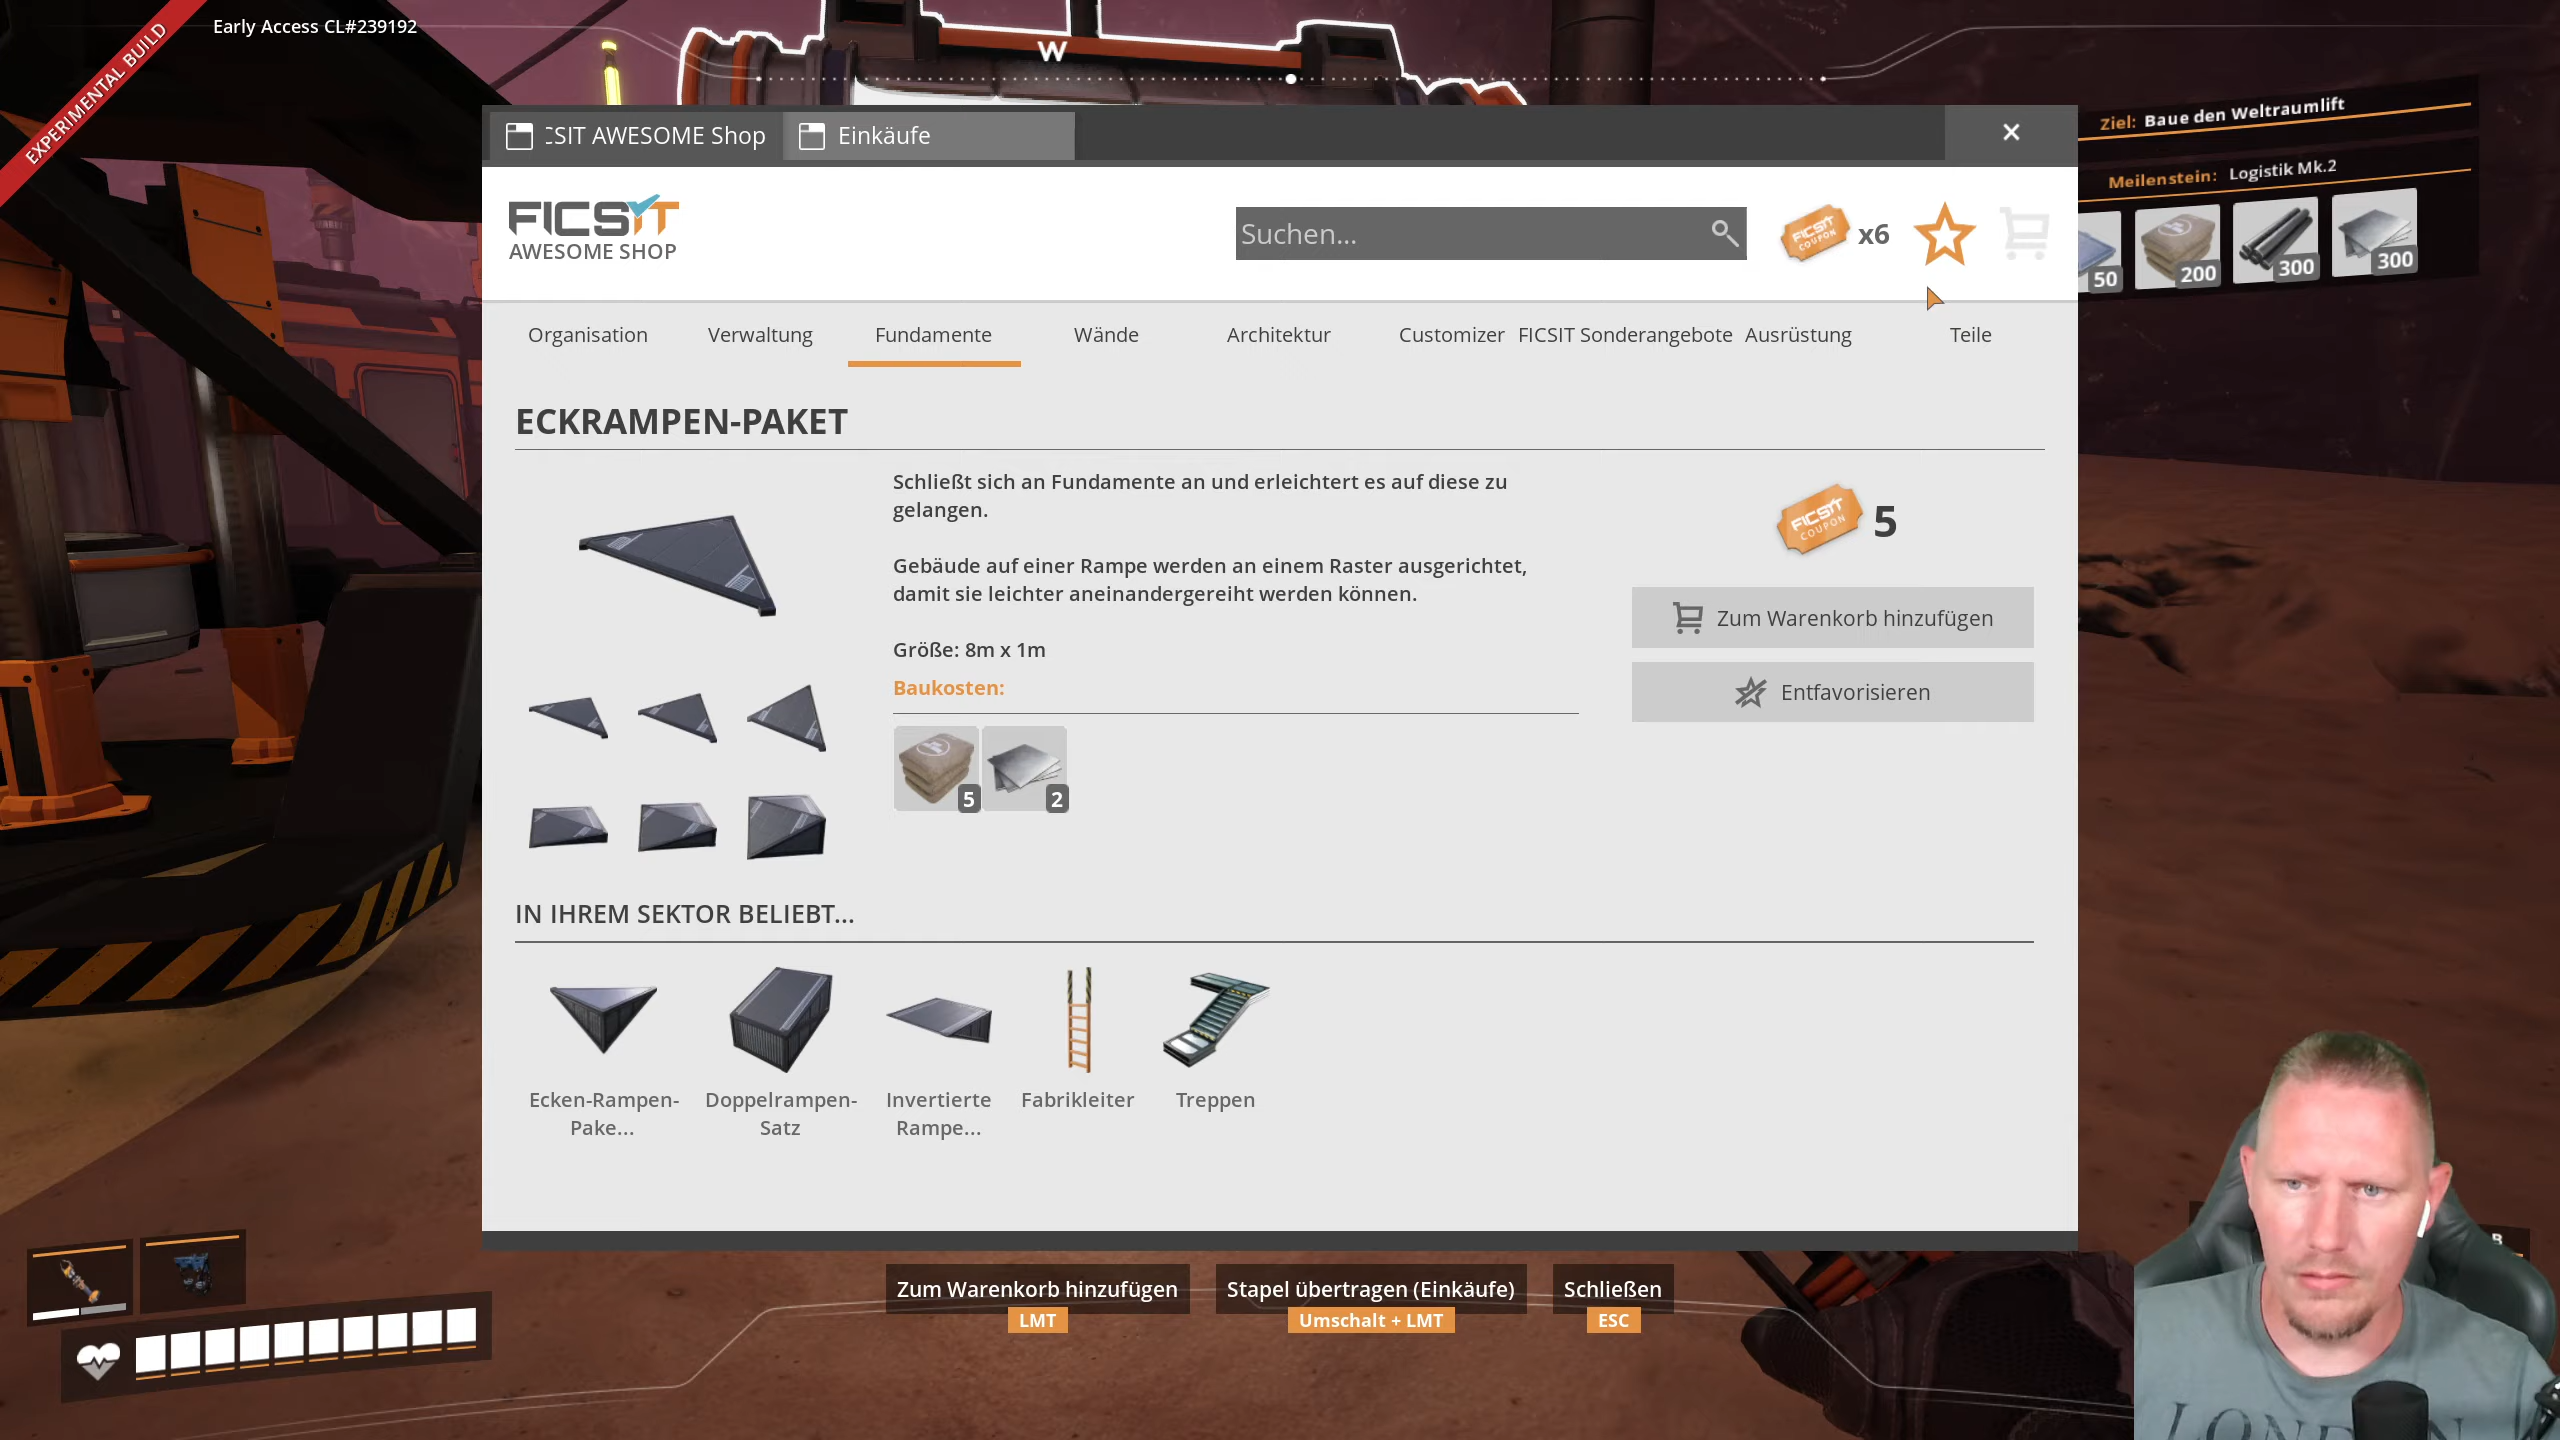 Early Access CL#239192
EXPERIMENTAL BUILD
W
CSIT AWESOME Shop
Einkäufe
Ziel: Baue den Weltraumlift
Meilenstein: Logistik Mk.2
50
200
300
300
FICSIT
AWESOME SHOP
Suchen...
FICSIT COUPON
x6
Organisation
Verwaltung
Fundamente
Wände
Architektur
Customizer
FICSIT Sonderangebote
Ausrüstung
Teile
ECKRAMPEN-PAKET
Schließt sich an Fundamente an und erleichtert es auf diese zu
gelangen.
Gebäude auf einer Rampe werden an einem Raster ausgerichtet,
damit sie leichter aneinandergereiht werden können.
Größe: 8m x 1m
Baukosten:
5
2
FICSIT COUPON
5
Zum Warenkorb hinzufügen
Entfavorisieren
IN IHREM SEKTOR BELIEBT...
Ecken-Rampen-
Pake...
Doppelrampen-
Satz
Invertierte
Rampe...
Fabrikleiter
Treppen
Zum Warenkorb hinzufügen
LMT
Stapel übertragen (Einkäufe)
Umschalt + LMT
Schließen
ESC